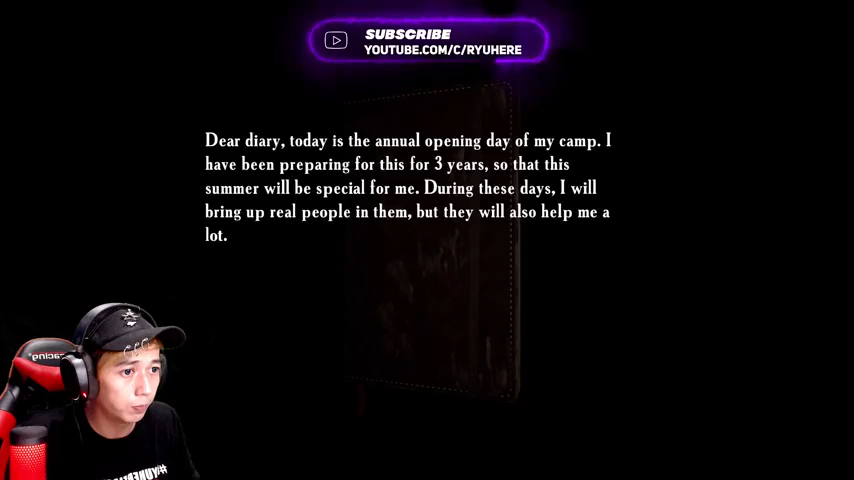 SUBSCRIBE
YOUTUBE.COM/C/RYUHERE
Dear diary, today is the annual opening day of my camp. I
have been preparing for this for 3 years, so that this
summer will be special for me. During these days, I will
bring up real people in them, but they will also help me a
lot.